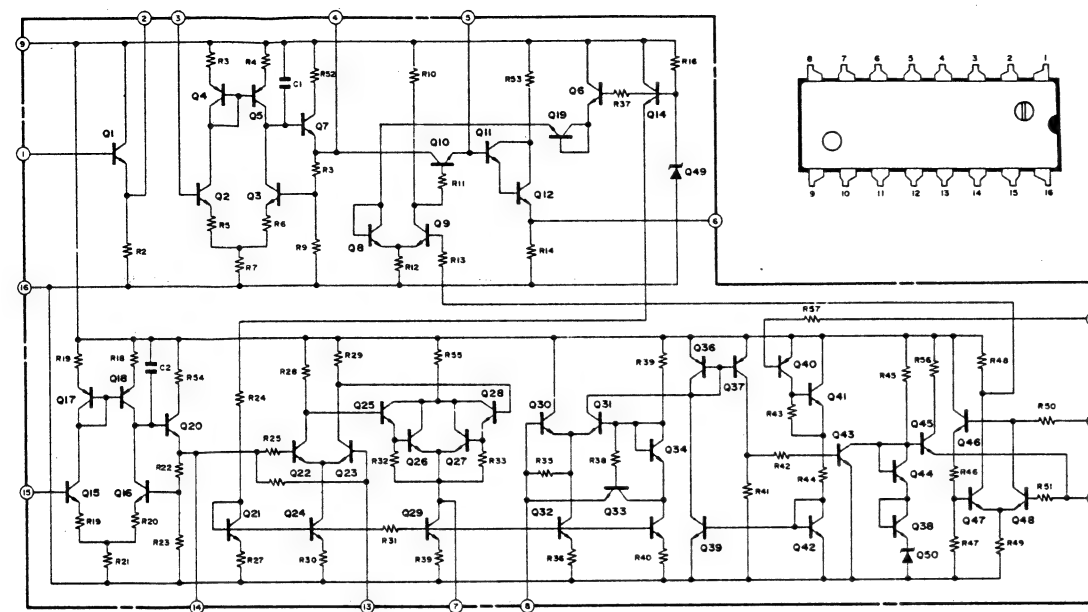 2 3 4 5
9
R3 R4 R52 R10 R53 R16
C1
Q4 Q5 Q6 R37
Q7 Q19 Q14
Q1 Q10 Q11
1
R3 Q49
Q2 Q3 R11 Q12
R5 R6 6
R9 Q8 Q9
R2 R7 R12 R13 R14
16
8 7 6 5 4 3 2 1
9 10 11 12 13 14 15 16
R57
R19 R18 C2 R54 R28 R29 R55 R39 Q36 Q40 R45 R56 R48
Q17 Q18 R24 Q28 Q37 Q41
Q25 Q30 Q31 R43
Q20 Q34 Q43 Q45 Q46 R50
R25 R32 Q26 Q27 R33 R35 R38 R42 Q44
R22 Q22 Q23 R41 R44 R46 R51
15
Q15 Q16 Q33 Q47 Q48
R19 R20 R23 Q21 Q24 R31 Q29 Q32 Q39 Q42 Q38 R47 R49
R21 R27 R30 R39 R36 R40 Q50
14 13 7 8